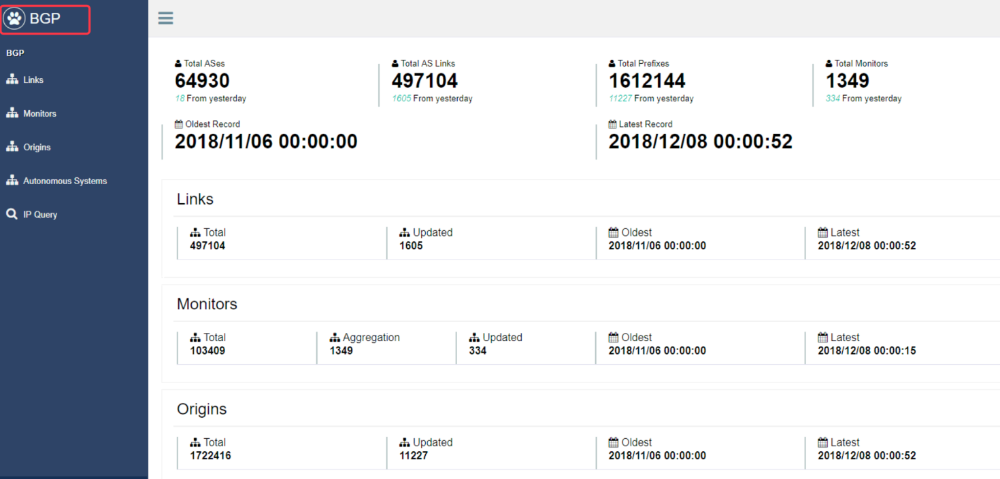 BGP
BGP
Links
Monitors
Origins
Autonomous Systems
IP Query
Total ASes
64930
18 From yesterday
Total AS Links
497104
1605 From yesterday
Total Prefixes
1612144
11227 From yesterday
Total Monitors
1349
334 From yesterday
Oldest Record
2018/11/06 00:00:00
Latest Record
2018/12/08 00:00:52
Links
Total
497104
Updated
1605
Oldest
2018/11/06 00:00:00
Latest
2018/12/08 00:00:52
Monitors
Total
103409
Aggregation
1349
Updated
334
Oldest
2018/11/06 00:00:00
Latest
2018/12/08 00:00:15
Origins
Total
1722416
Updated
11227
Oldest
2018/11/06 00:00:00
Latest
2018/12/08 00:00:52